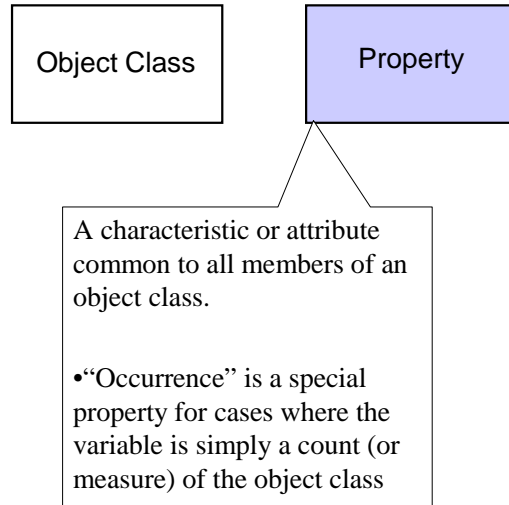 Object Class
Property
A characteristic or attribute
common to all members of an
object class.
•“Occurrence” is a special
property for cases where the
variable is simply a count (or
measure) of the object class